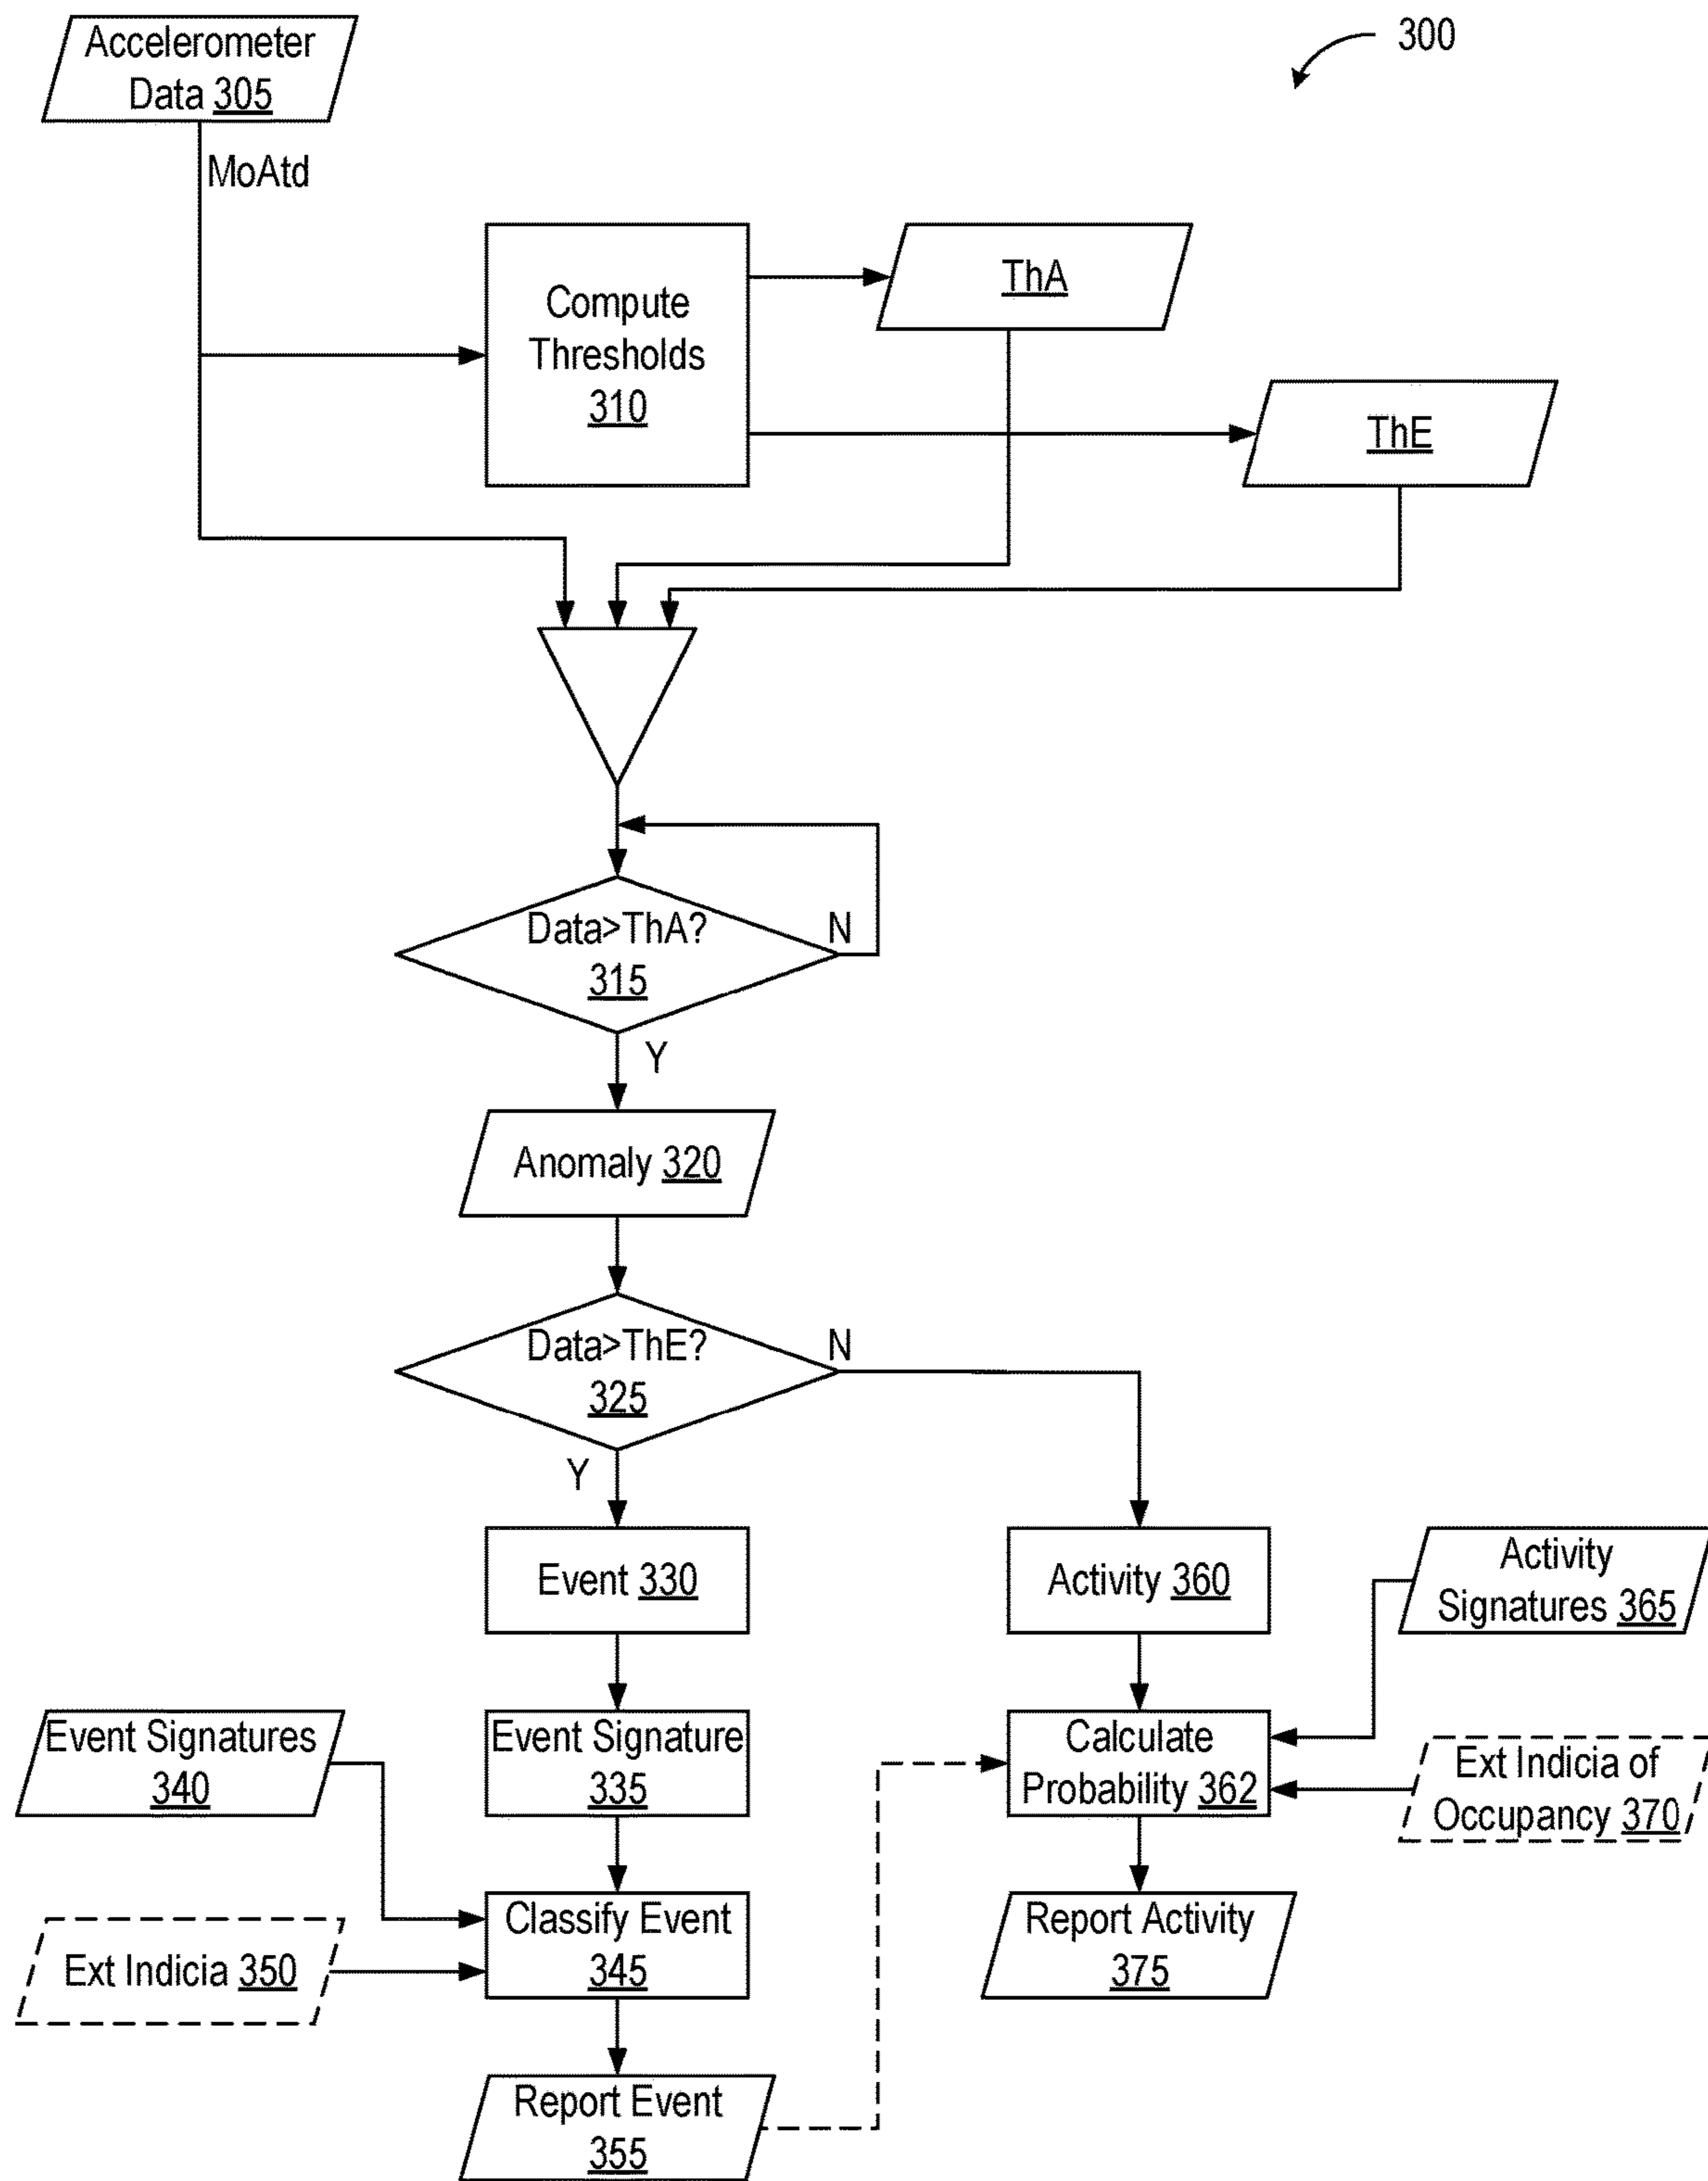 300
Accelerometer
Data 305
MoAtd
Compute
Thresholds
310
ThA
ThE
Data>ThA?
315
N
Y
Anomaly 320
Data>ThE?
325
N
Y
Event 330
Activity 360
Activity
Signatures 365
Event Signatures
340
Event Signature
335
Calculate
Probability 362
Ext Indicia of
Occupancy 370
Classify Event
345
Ext Indicia 350
Report Activity
375
Report Event
355